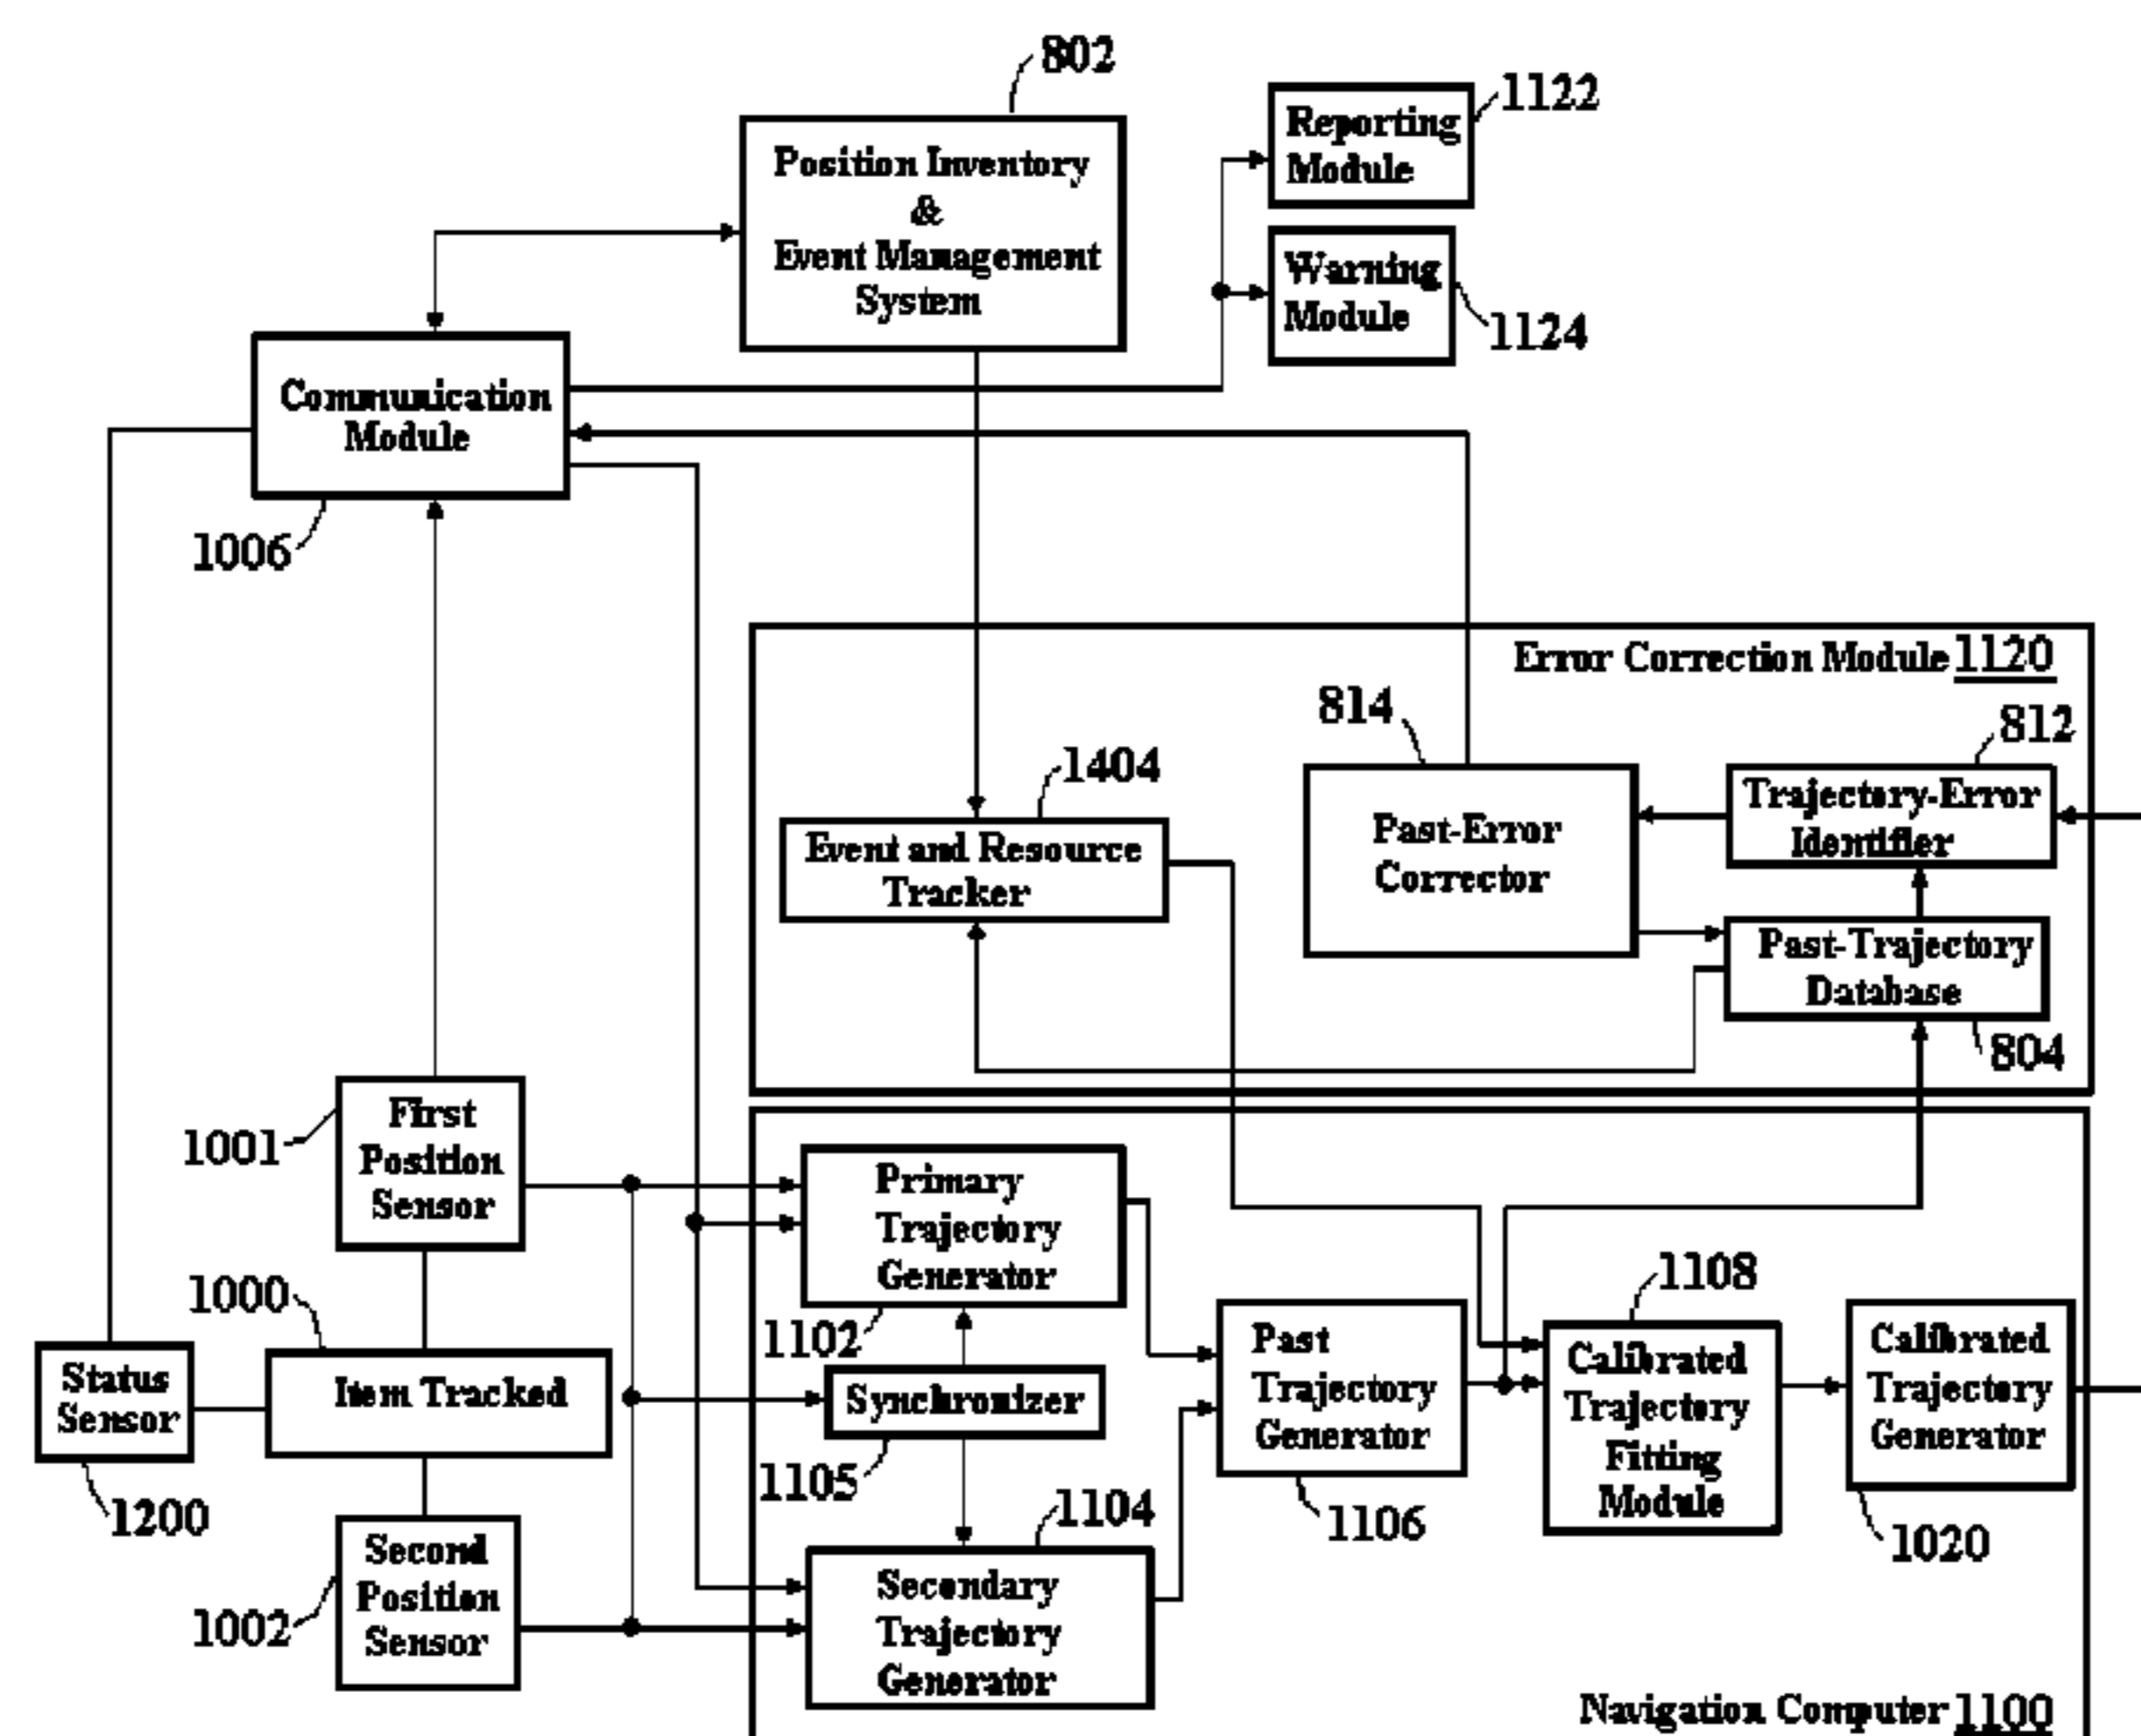 802
Position Inventory
&
Event Management
System
Reporting
Module
1122
Warning
Module
1124
Communication
Module
1006
Error Correction Module 1120
814
812
1404
Past-Error
Corrector
Trajectory-Error
Identifier
Event and Resource
Tracker
Past-Trajectory
Database
804
First
Position
Sensor
1001
Primary
Trajectory
Generator
1102
1000
Item Tracked
Status
Sensor
1200
Synchronizer
1105
1108
Past
Trajectory
Generator
1106
Calibrated
Trajectory
Fitting
Module
Calibrated
Trajectory
Generator
1020
1104
Second
Position
Sensor
1002
Secondary
Trajectory
Generator
Navigation Computer 1100